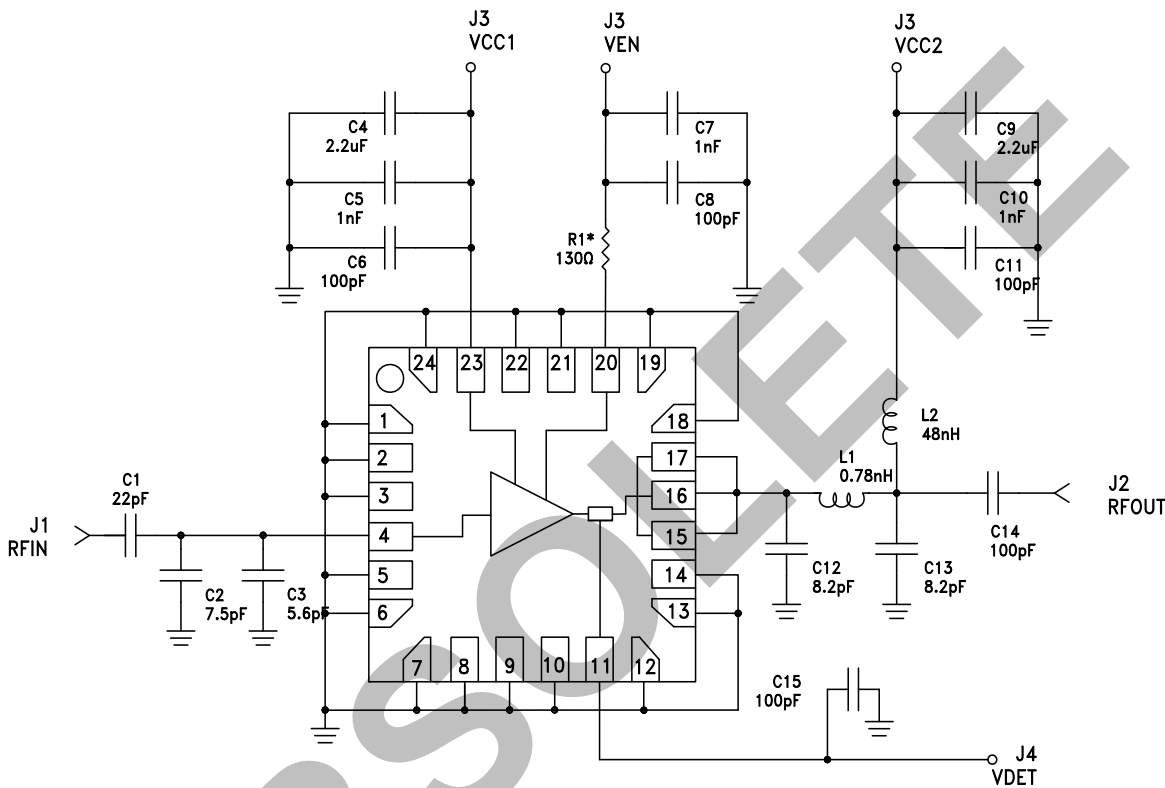 J3
VCC1
J3
VEN
J3
VCC2
C4
2.2uF
C5
1nF
C6
100pF
C7
1nF
C8
100pF
R1*
130Ω
C9
2.2uF
C10
1nF
C11
100pF
24
23
22
21
20
19
1
2
3
4
5
6
18
17
16
15
14
13
7
8
9
10
11
12
C1
22pF
J1
RFIN
C2
7.5pF
C3
5.6pF
L2
48nH
L1
0.78nH
J2
RFOUT
C14
100pF
C12
8.2pF
C13
8.2pF
C15
100pF
J4
VDET
OBSOLETE